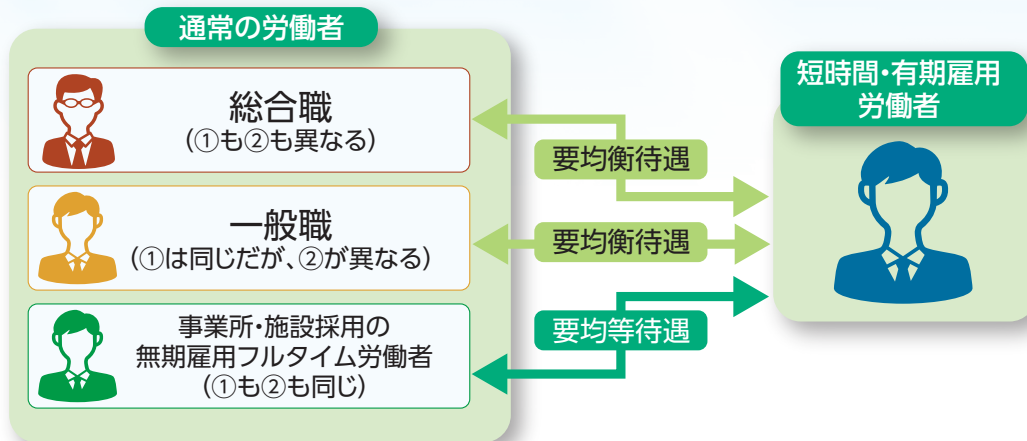 通常の労働者
総合職
(①も②も異なる)
一般職
(①は同じだが、②が異なる)
事業所・施設採用の
無期雇用フルタイム労働者
(①も②も同じ)
要均衡待遇
要均衡待遇
要均等待遇
短時間・有期雇用
労働者